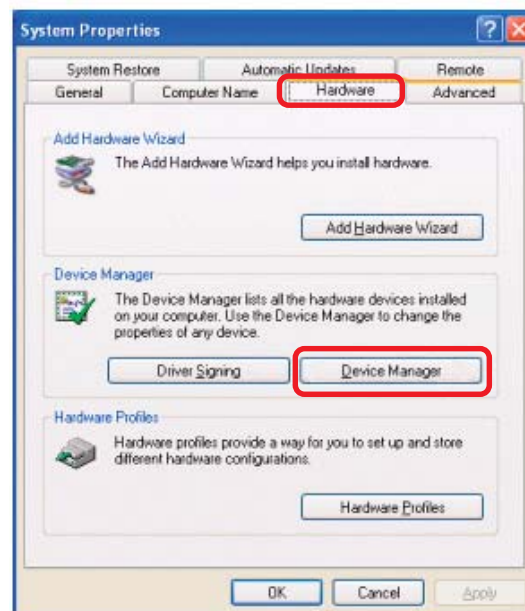 System Properties
System Restore Automatic Updates Remote
General Computer Name Hardware Advanced
Add Hardware Wizard
The Add Hardware Wizard helps you install hardware.
Add Hardware Wizard
Device Manager
The Device Manager lists all the hardware devices installed
on your computer. Use the Device Manager to change the
properties of any device.
Driver Signing Device Manager
Hardware Profiles
Hardware profiles provide a way for you to set up and store
different hardware configurations.
Hardware Profiles
OK Cancel Apply